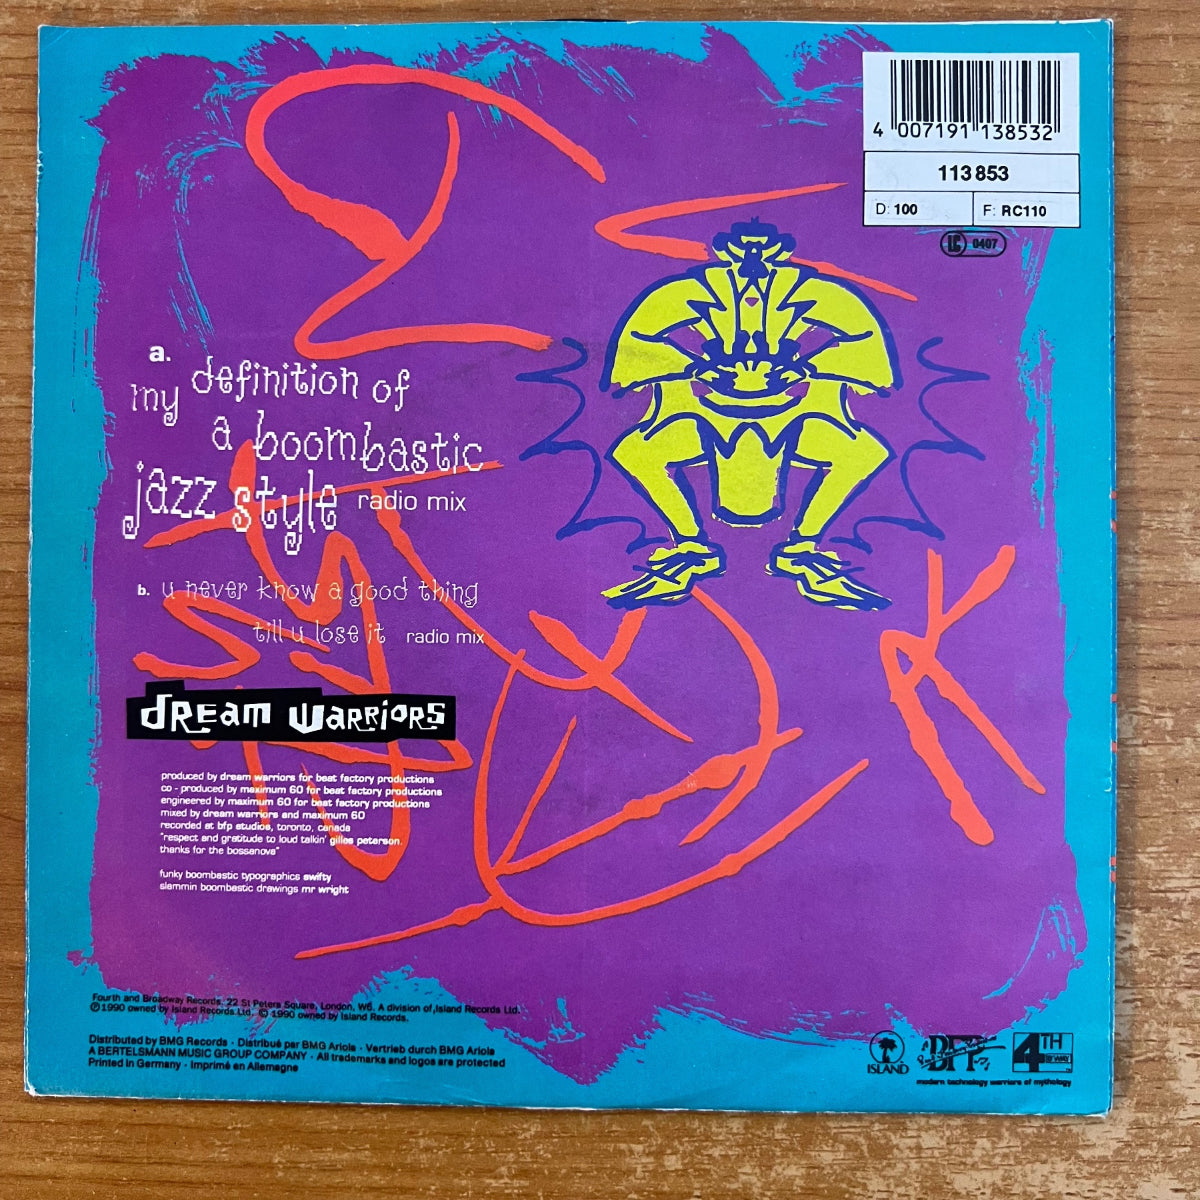 4 007191 138532
113 853
D: 100
F: RC110
LC 0407
a.
my definition of
a boombastic
jazz style radio mix
b. u never know a good thing
till u lose it radio mix
dream warriors
produced by dream warriors for beat factory productions
co - produced by maximum 60 for beat factory productions
engineered by maximum 60 for beat factory productions
mixed by dream warriors and maximum 60
recorded at bfp studios, toronto, canada
"respect and gratitude to loud talkin' gilles peterson.
thanks for the bossanova"
funky boombastic typographics swifty
slammin boombastic drawings mr wright
Fourth and Broadway Records, 22 St Peters Square, London, W6. A division of Island Records Ltd.
℗ 1990 owned by Island Records Ltd. © 1990 owned by Island Records.
Distributed by BMG Records · Distribué par BMG Ariola · Vertrieb durch BMG Ariola
A BERTELSMANN MUSIC GROUP COMPANY · All trademarks and logos are protected
Printed in Germany · Imprimé en Allemagne
ISLAND
BFP
4TH
B'WAY
modern technology warriors of mythology